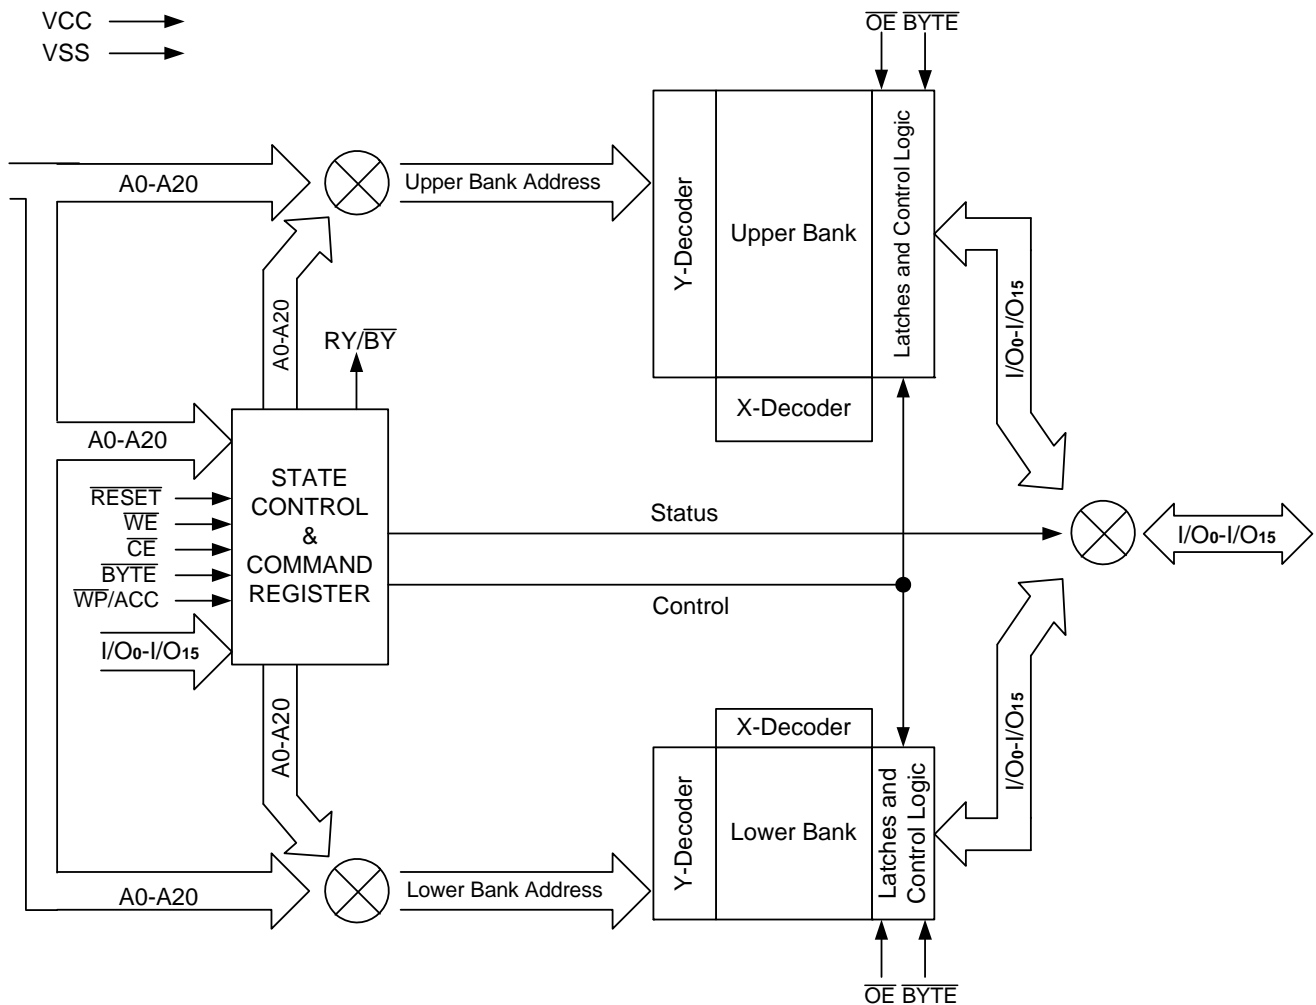 VCC
VSS
OE BYTE
A0-A20
Upper Bank Address
Y-Decoder
Upper Bank
Latches and Control Logic
X-Decoder
I/O0-I/O15
A0-A20
RY/BY
A0-A20
RESET
WE
CE
BYTE
WP/ACC
I/O0-I/O15
STATE
CONTROL
&
COMMAND
REGISTER
Status
Control
I/O0-I/O15
A0-A20
X-Decoder
Y-Decoder
Lower Bank
Latches and
Control Logic
I/O0-I/O15
A0-A20
Lower Bank Address
OE BYTE